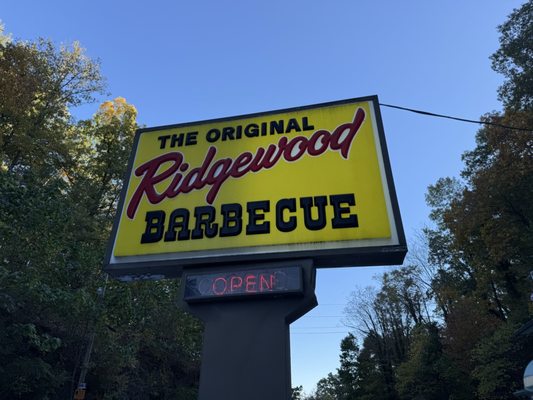 THE ORIGINAL
Ridgewood
BARBECUE
OPEN